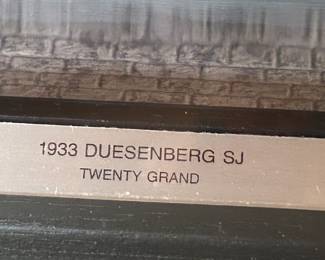 1933 DUESENBERG SJ
TWENTY GRAND